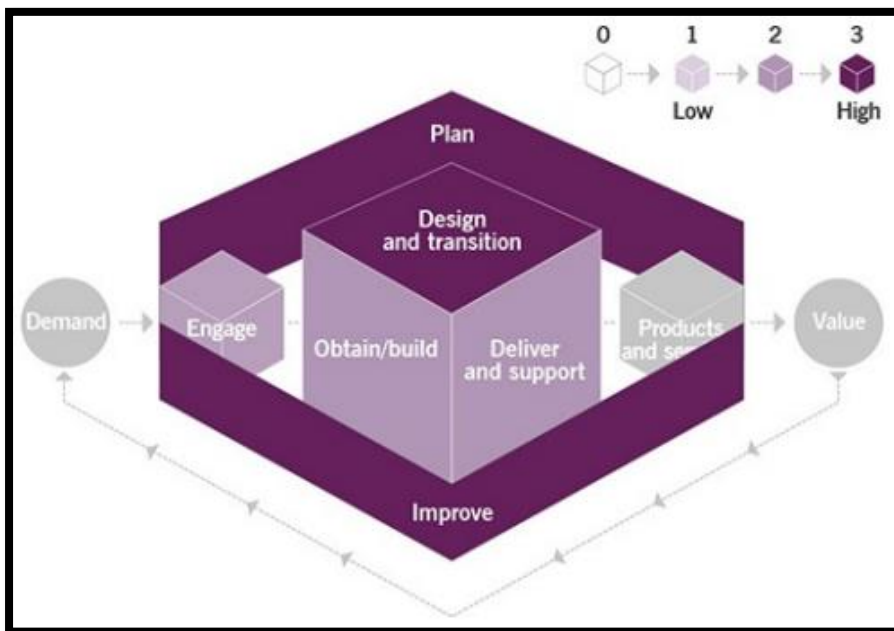 0 1 2 3
Low High
Plan
Design
and transition
Demand
Engage
Obtain/build
Deliver
and support
Products
and
Value
Improve